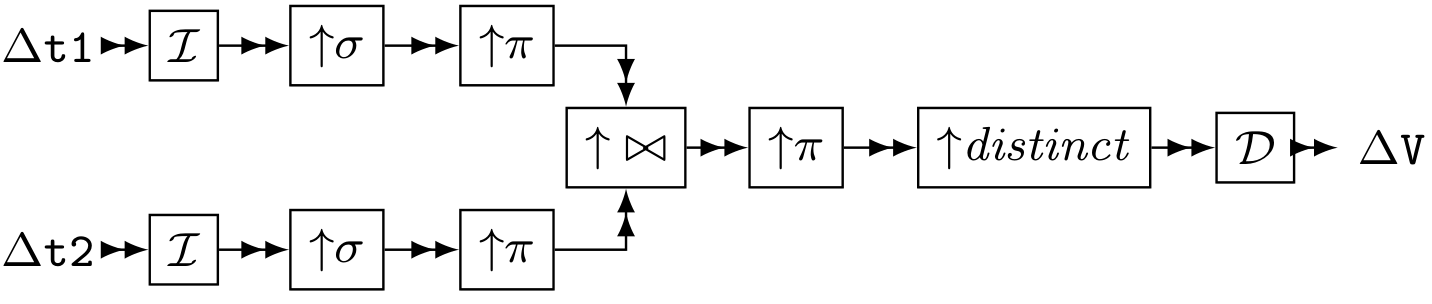 Δt1 𝓘 ↑σ ↑π
↑⋈ ↑π ↑distinct 𝓓 ΔV
Δt2 𝓘 ↑σ ↑π